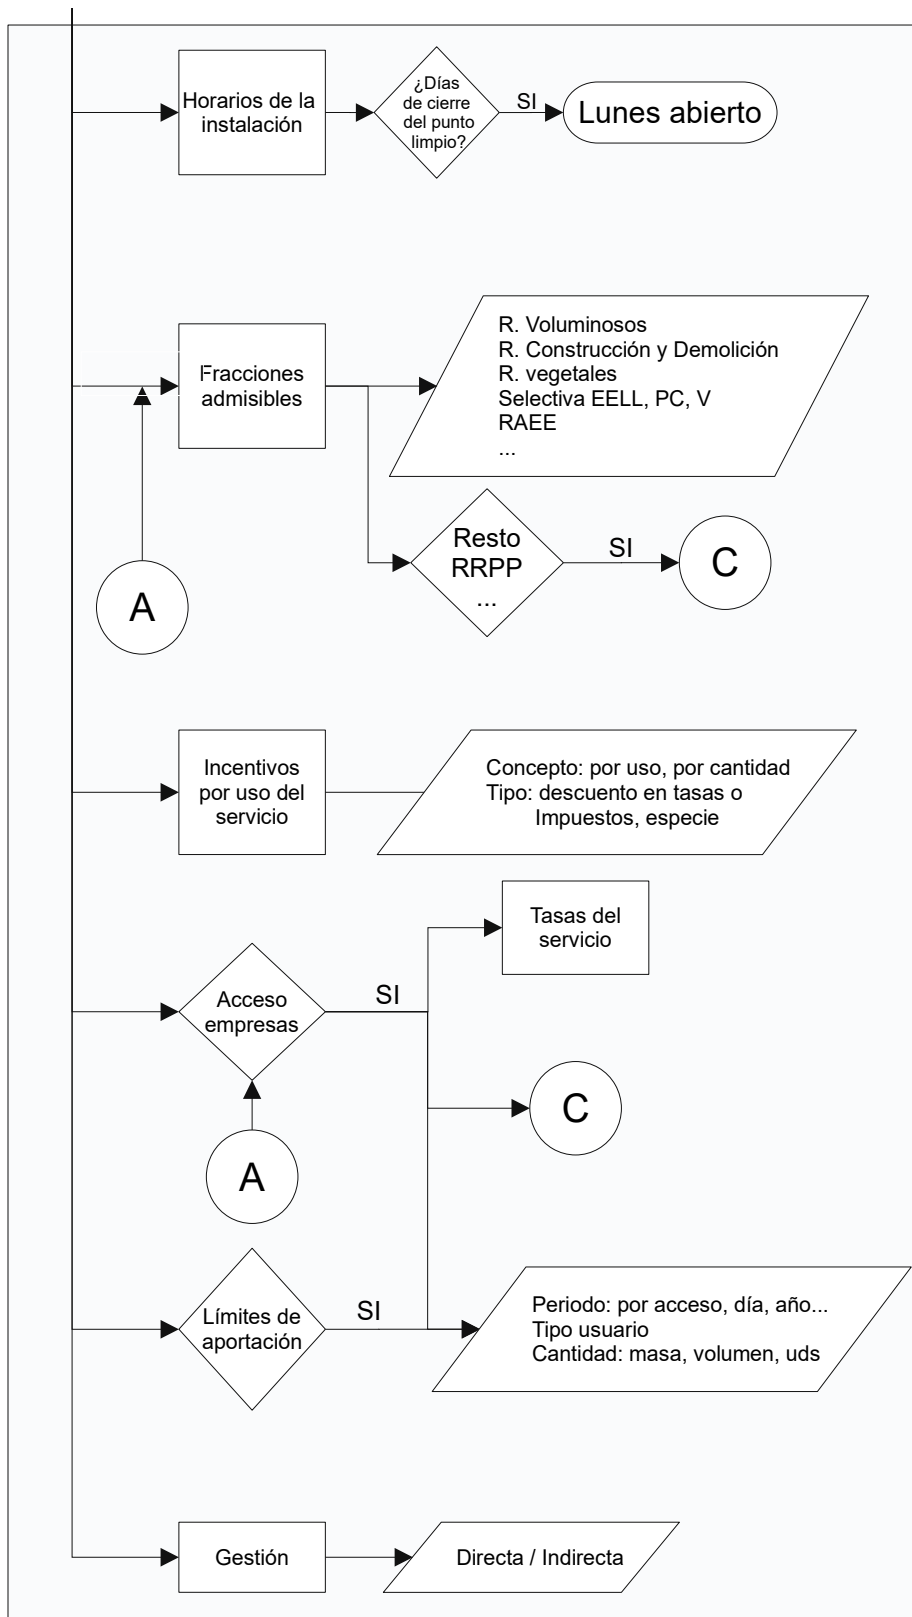 Horarios de la
instalación
¿Días
de cierre
del punto
limpio?
SI
Lunes abierto
Fracciones
admisibles
R. Voluminosos
R. Construcción y Demolición
R. vegetales
Selectiva EELL, PC, V
RAEE
...
Resto
RRPP
...
SI
C
A
Incentivos
por uso del
servicio
Concepto: por uso, por cantidad
Tipo: descuento en tasas o
Impuestos, especie
Tasas del
servicio
Acceso
empresas
SI
C
A
Límites de
aportación
SI
Periodo: por acceso, día, año...
Tipo usuario
Cantidad: masa, volumen, uds
Gestión
Directa / Indirecta